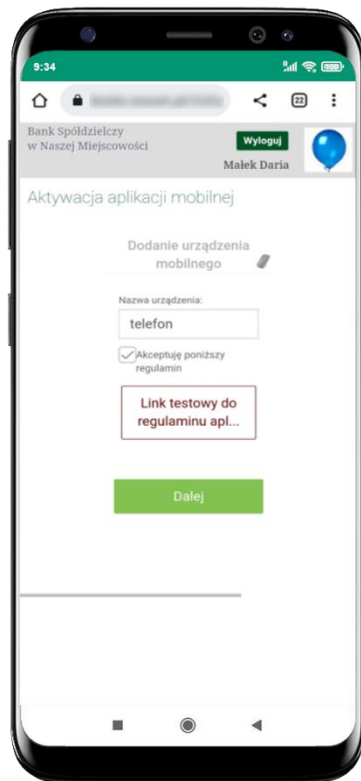 9:34
22
Bank Spółdzielczy
w Naszej Miejscowości
Wyloguj
Małek Daria
Aktywacja aplikacji mobilnej
Dodanie urządzenia
mobilnego
Nazwa urządzenia:
telefon
Akceptuję poniższy
regulamin
Link testowy do
regulaminu apl...
Dalej